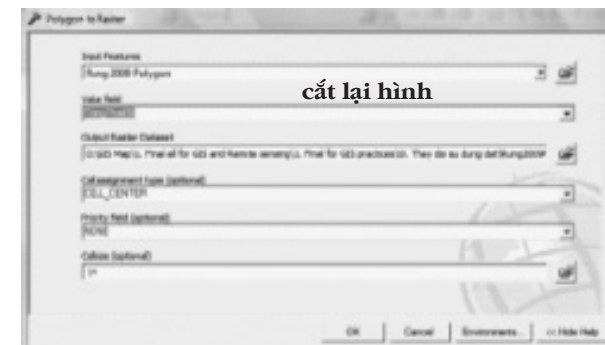 Polygon to Raster
Input Features
Rung 2009 Polygon
cắt lại hình
Value field
Output Raster Dataset
Cell assignment type (optional)
CELL_CENTER
Priority field (optional)
NONE
Cellsize (optional)
OK Cancel Environments... << Hide Help